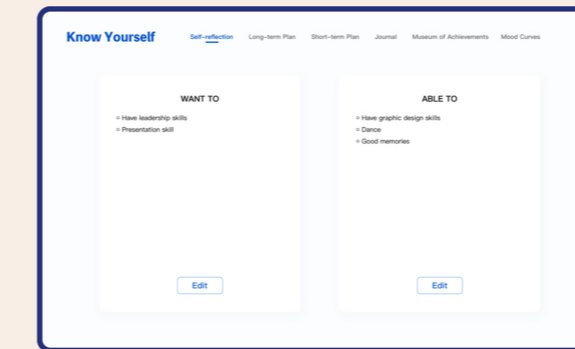 Know Yourself
Self-reflection
Long-term Plan
Short-term Plan
Journal
Museum of Achievements
Mood Curves
WANT TO
Have leadership skills
Presentation skill
Edit
ABLE TO
Have graphic design skills
Dance
Good memories
Edit